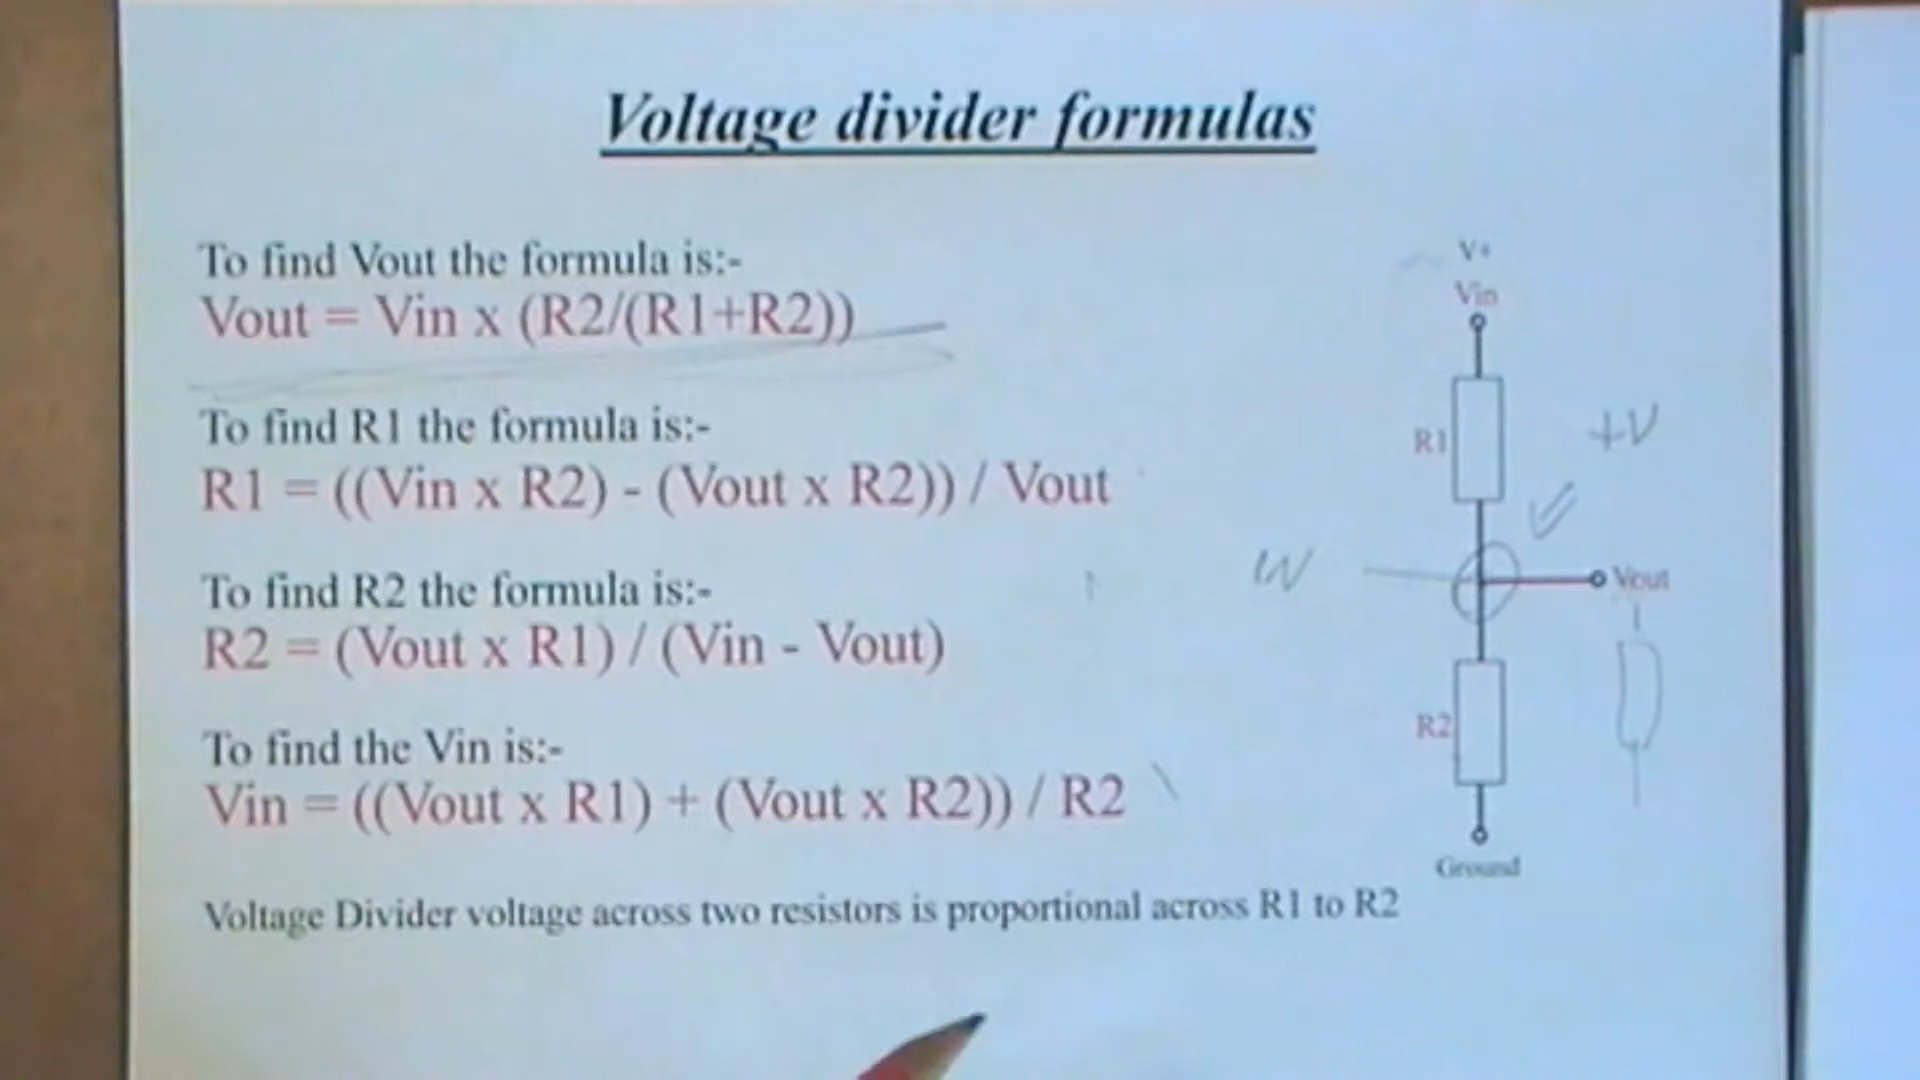 Voltage divider formulas
To find Vout the formula is:-
Vout = Vin x (R2/(R1+R2))
To find R1 the formula is:-
R1 = ((Vin x R2) - (Vout x R2)) / Vout
To find R2 the formula is:-
R2 = (Vout x R1) / (Vin - Vout)
To find the Vin is:-
Vin = ((Vout x R1) + (Vout x R2)) / R2
Voltage Divider voltage across two resistors is proportional across R1 to R2
V+
Vin
R1
+V
Vout
R2
Ground